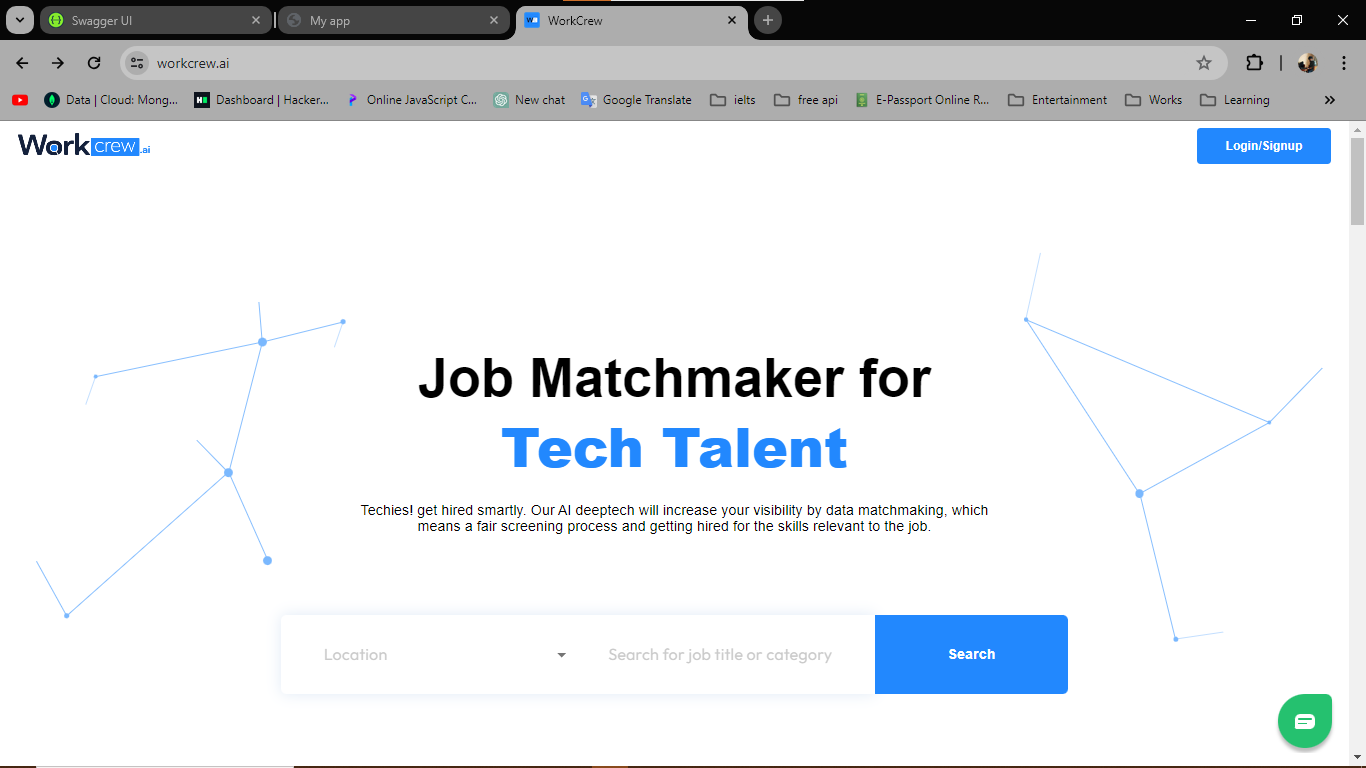 Swagger UI
My app
WorkCrew
workcrew.ai
Data | Cloud: Mong...
Dashboard | Hacker...
Online JavaScript C...
New chat
Google Translate
ielts
free api
E-Passport Online R...
Entertainment
Works
Learning
Workcrew.ai
Login/Signup
Job Matchmaker for
Tech Talent
Techies! get hired smartly. Our AI deeptech will increase your visibility by data matchmaking, which
means a fair screening process and getting hired for the skills relevant to the job.
Location
Search for job title or category
Search